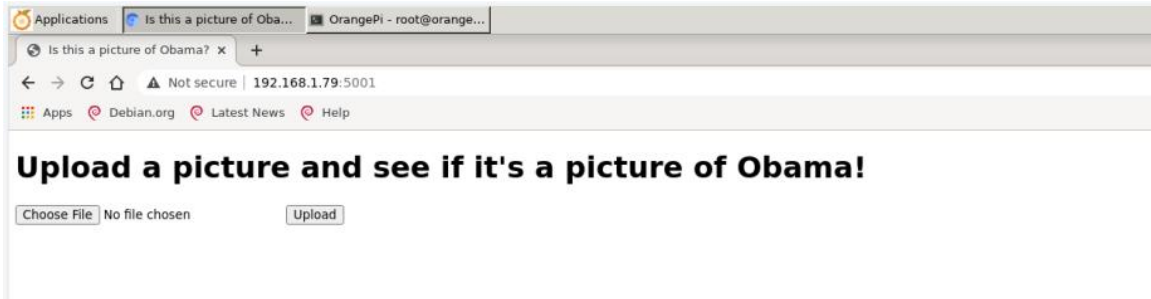 Applications Is this a picture of Oba... OrangePi - root@orange...
Is this a picture of Obama? × +
Not secure | 192.168.1.79:5001
Apps Debian.org Latest News Help
Upload a picture and see if it's a picture of Obama!
Choose File No file chosen Upload